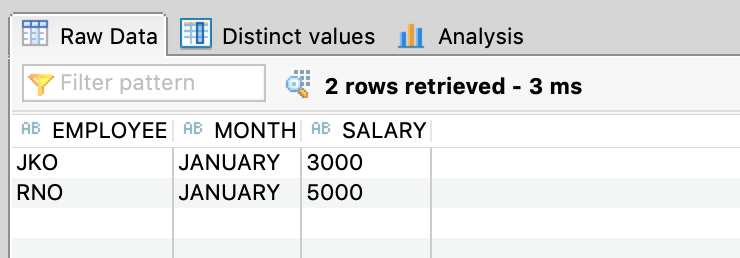 Raw Data Distinct values Analysis
Filter pattern 2 rows retrieved - 3 ms
AB EMPLOYEE AB MONTH AB SALARY
JKO JANUARY 3000
RNO JANUARY 5000